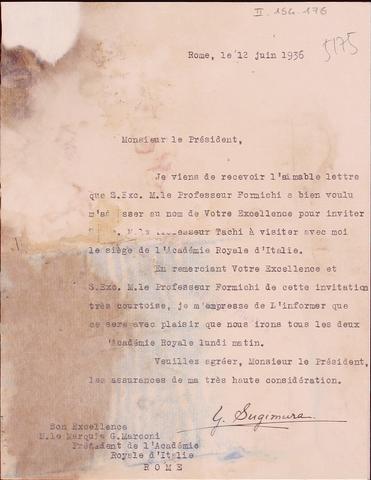 II. 154-176
5175
Rome, le 12 juin 1936
Monsieur le Président,
Je viens de recevoir l'aimable lettre
que S.Exc. M.le Professeur Formichi a bien voulu
m'adresser au nom de Votre Excellence pour inviter
M.le Professeur Tachi à visiter avec moi
le siège de l'Académie Royale d'Italie.
En remerciant Votre Excellence et
S.Exc. M.le Professeur Formichi de cette invitation
très courtoise, je m'empresse de L'informer que
ce sera avec plaisir que nous irons tous les deux
Académie Royale lundi matin.
Veuillez agréer, Monsieur le Président,
les assurances de ma très haute considération.
Y. Sugimura.
Son Excellence
M.le Marquis G.Marconi
Président de l'Académie
Royale d'Italie
ROME